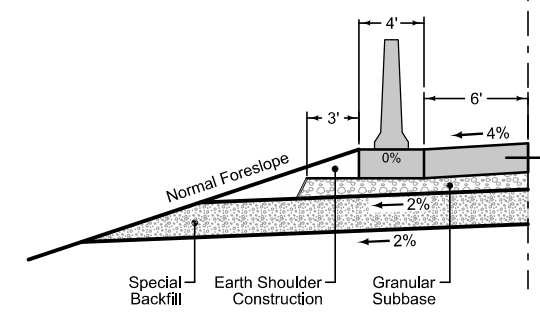 4'
6'
3'
4%
0%
Normal Foreslope
2%
2%
Special
Backfill
Earth Shoulder
Construction
Granular
Subbase